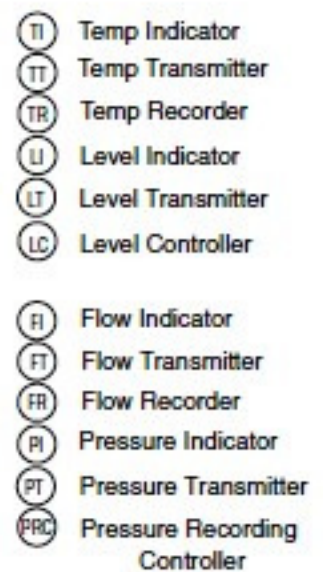 TI Temp Indicator
TT Temp Transmitter
TR Temp Recorder
LI Level Indicator
LT Level Transmitter
LC Level Controller
FI Flow Indicator
FT Flow Transmitter
FR Flow Recorder
PI Pressure Indicator
PT Pressure Transmitter
PRC Pressure Recording
Controller